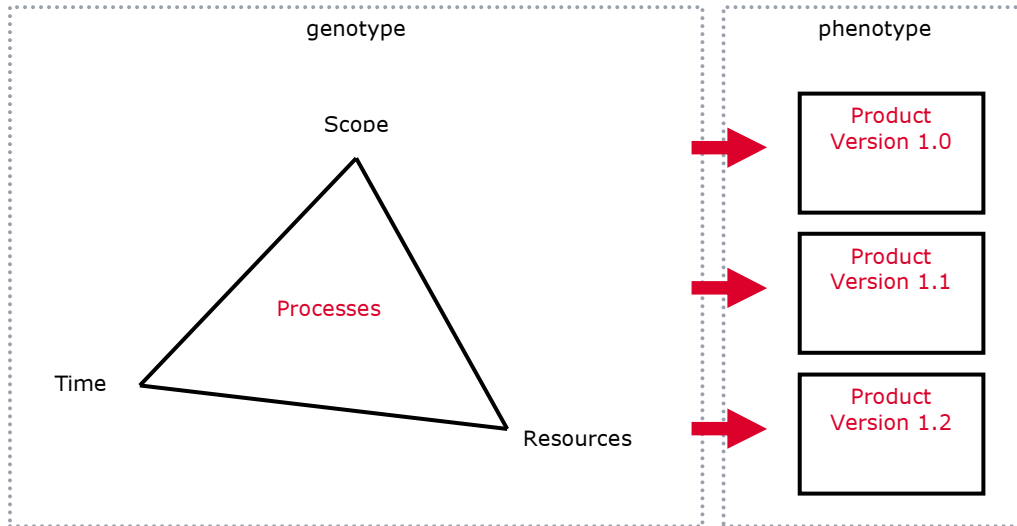 genotype
phenotype
Scope
Processes
Time
Resources
Product
Version 1.0
Product
Version 1.1
Product
Version 1.2